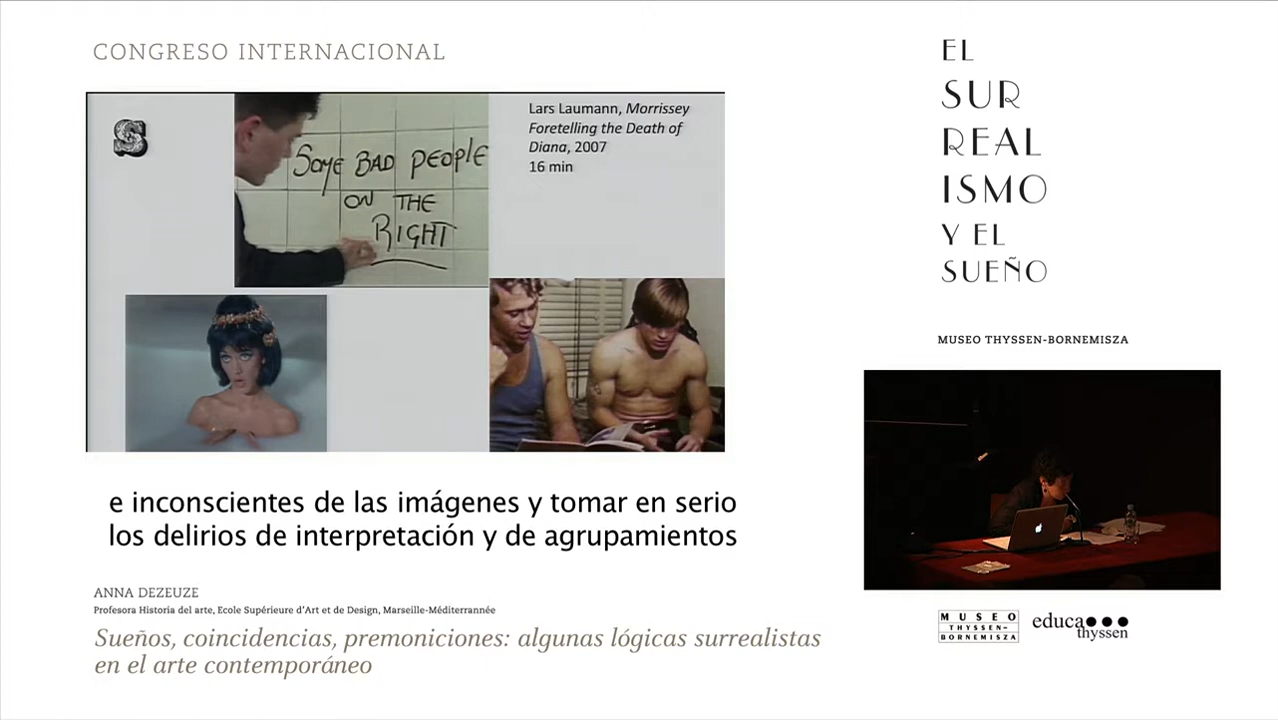 CONGRESO INTERNACIONAL
S
SOME BAD PEOPLE
ON THE
RIGHT
Lars Laumann, Morrissey
Foretelling the Death of
Diana, 2007
16 min
e inconscientes de las imágenes y tomar en serio
los delirios de interpretación y de agrupamientos
ANNA DEZEUZE
Profesora Historia del arte, Ecole Supérieure d'Art et de Design, Marseille-Méditerrannée
Sueños, coincidencias, premoniciones: algunas lógicas surrealistas
en el arte contemporáneo
EL
SUR
REAL
ISMO
Y EL
SUEÑO
MUSEO THYSSEN-BORNEMISZA
MUSEO
THYSSEN-
BORNEMISZA
educa
thyssen